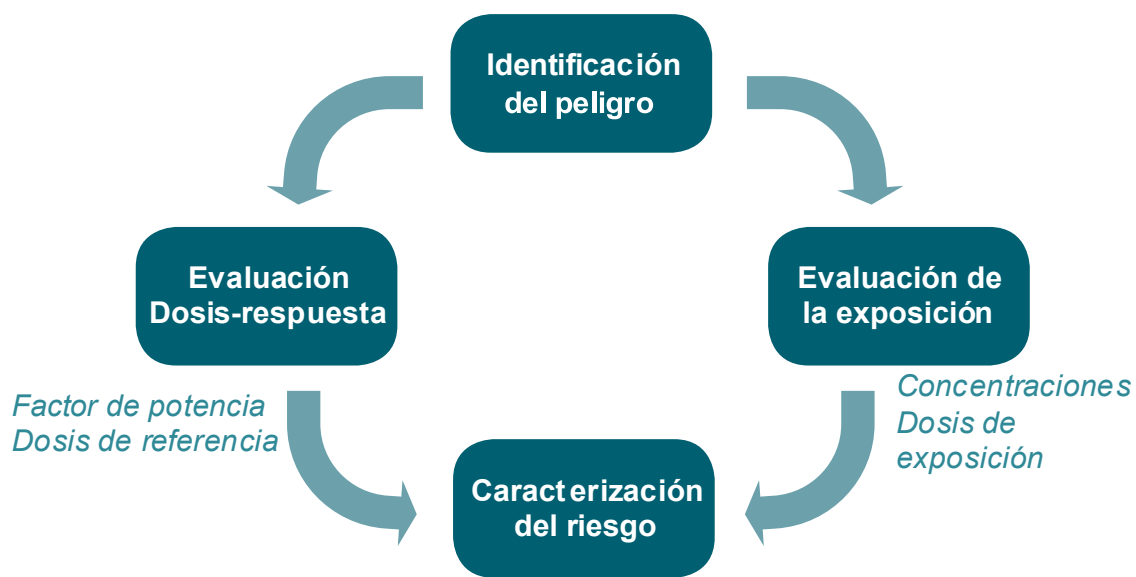 Identificación
del peligro
Evaluación
Dosis-respuesta
Evaluación de
la exposición
Factor de potencia
Dosis de referencia
Concentraciones
Dosis de
exposición
Caracterización
del riesgo